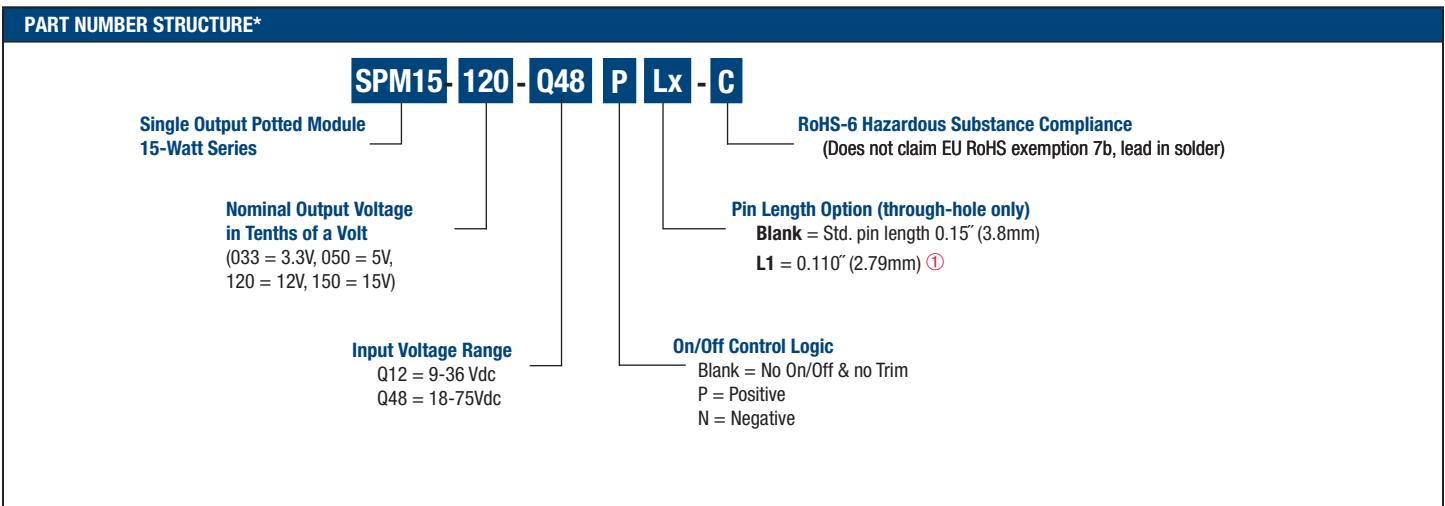 PART NUMBER STRUCTURE*
SPM15 - 120 - Q48 P Lx - C
Single Output Potted Module
15-Watt Series
RoHS-6 Hazardous Substance Compliance
(Does not claim EU RoHS exemption 7b, lead in solder)
Nominal Output Voltage
in Tenths of a Volt
(033 = 3.3V, 050 = 5V,
120 = 12V, 150 = 15V)
Pin Length Option (through-hole only)
Blank = Std. pin length 0.15˝ (3.8mm)
L1 = 0.110˝ (2.79mm) ①
Input Voltage Range
Q12 = 9-36 Vdc
Q48 = 18-75Vdc
On/Off Control Logic
Blank = No On/Off & no Trim
P = Positive
N = Negative